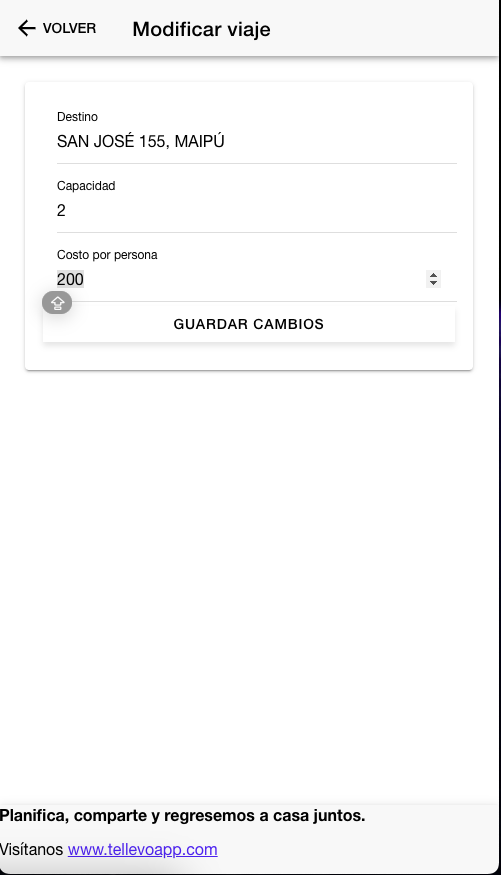 VOLVER Modificar viaje
Destino
SAN JOSÉ 155, MAIPÚ
Capacidad
2
Costo por persona
200
GUARDAR CAMBIOS
Planifica, comparte y regresemos a casa juntos.
Visítanos www.tellevoapp.com